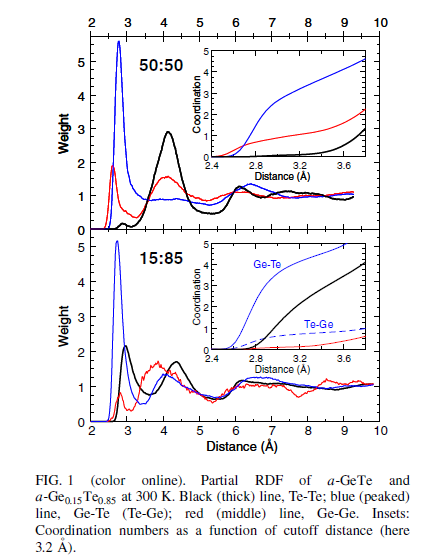 2 3 4 5 6 7 8 9 10
5
4
3
2
1
0
Weight
50:50
5
4
3
2
1
0
Coordination
2.4 2.8 3.2 3.6
Distance (Å)
5
4
3
2
1
0
Weight
15:85
5
4
3
2
1
0
Coordination
Ge-Te
Te-Ge
2.4 2.8 3.2 3.6
Distance (Å)
2 3 4 5 6 7 8 9 10
Distance (Å)
FIG. 1 (color online). Partial RDF of a-GeTe and
a-Ge0.15Te0.85 at 300 K. Black (thick) line, Te-Te; blue (peaked)
line, Ge-Te (Te-Ge); red (middle) line, Ge-Ge. Insets:
Coordination numbers as a function of cutoff distance (here
3.2 Å).